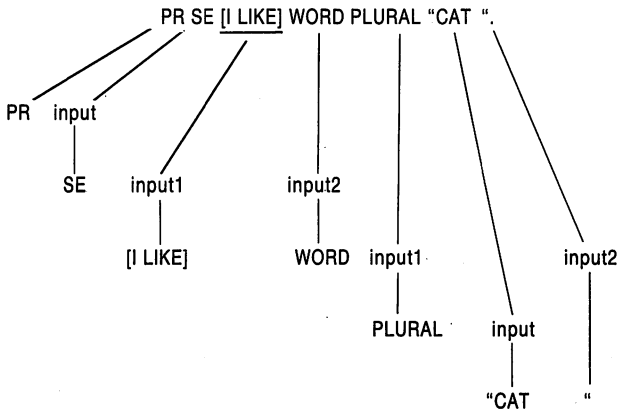 PR SE [I LIKE] WORD PLURAL “CAT “.
PR input
SE input1 input2
[I LIKE] WORD input1 input2
PLURAL input
“CAT “